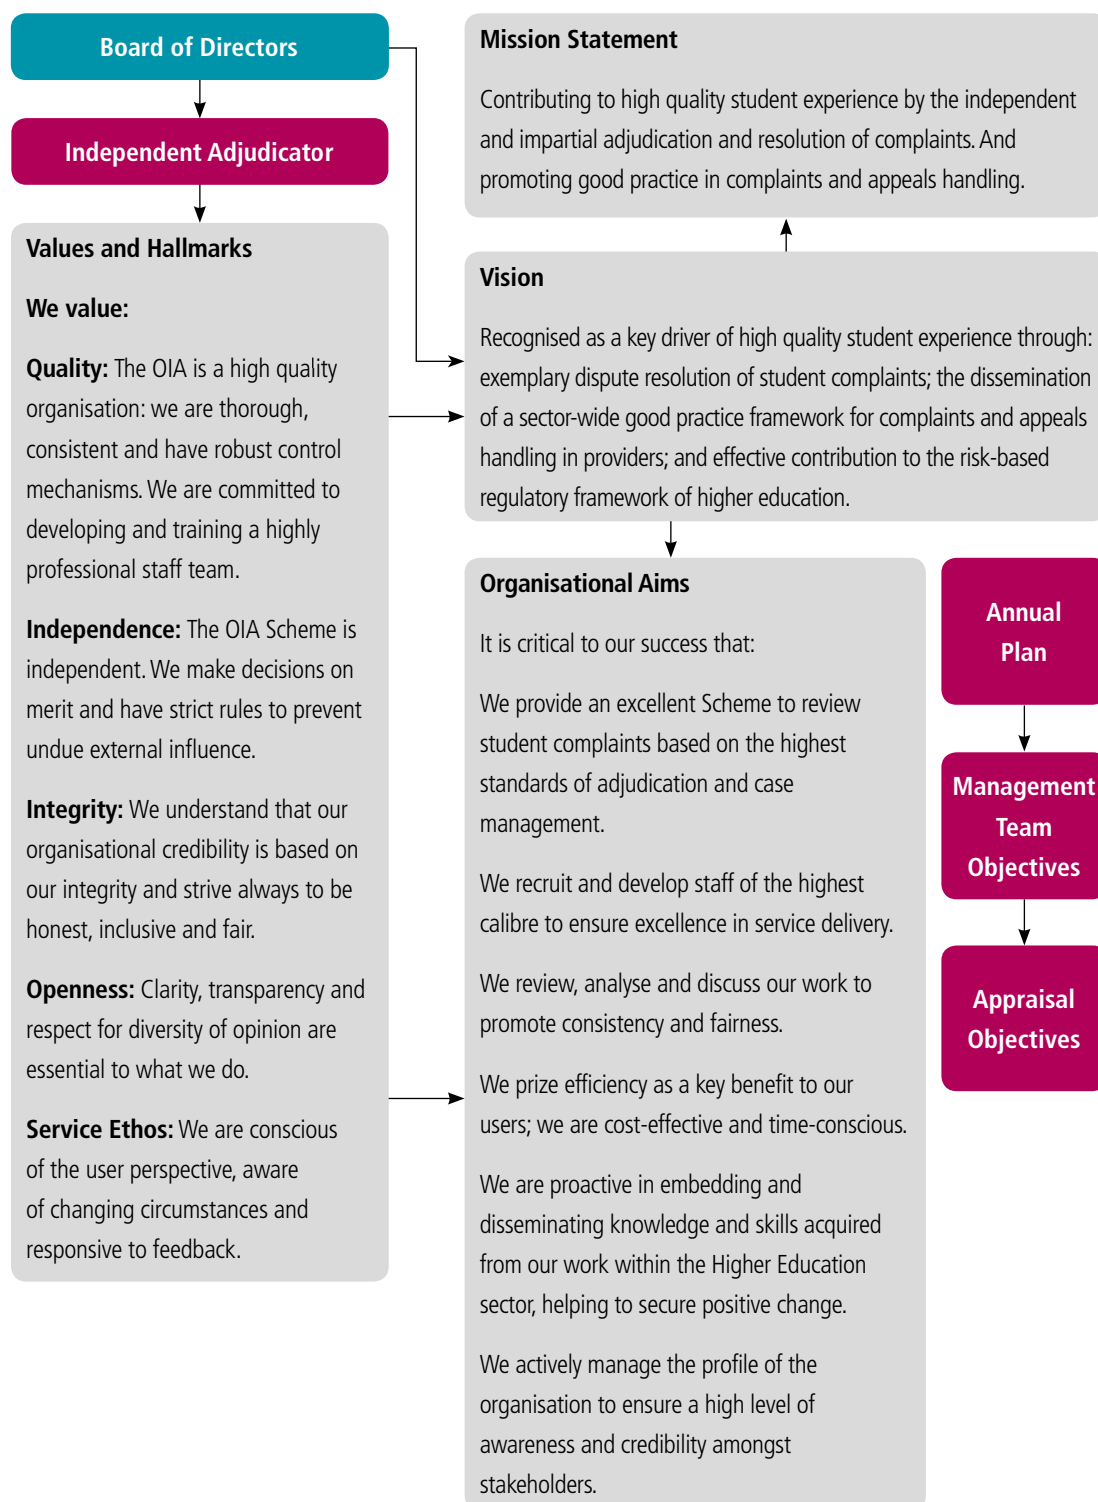 Board of Directors
Independent Adjudicator
Values and Hallmarks
We value:
Quality: The OIA is a high quality
organisation: we are thorough,
consistent and have robust control
mechanisms. We are committed to
developing and training a highly
professional staff team.
Independence: The OIA Scheme is
independent. We make decisions on
merit and have strict rules to prevent
undue external influence.
Integrity: We understand that our
organisational credibility is based on
our integrity and strive always to be
honest, inclusive and fair.
Openness: Clarity, transparency and
respect for diversity of opinion are
essential to what we do.
Service Ethos: We are conscious
of the user perspective, aware
of changing circumstances and
responsive to feedback.
Mission Statement
Contributing to high quality student experience by the independent
and impartial adjudication and resolution of complaints. And
promoting good practice in complaints and appeals handling.
Vision
Recognised as a key driver of high quality student experience through:
exemplary dispute resolution of student complaints; the dissemination
of a sector-wide good practice framework for complaints and appeals
handling in providers; and effective contribution to the risk-based
regulatory framework of higher education.
Organisational Aims
It is critical to our success that:
We provide an excellent Scheme to review
student complaints based on the highest
standards of adjudication and case
management.
We recruit and develop staff of the highest
calibre to ensure excellence in service delivery.
We review, analyse and discuss our work to
promote consistency and fairness.
We prize efficiency as a key benefit to our
users; we are cost-effective and time-conscious.
We are proactive in embedding and
disseminating knowledge and skills acquired
from our work within the Higher Education
sector, helping to secure positive change.
We actively manage the profile of the
organisation to ensure a high level of
awareness and credibility amongst
stakeholders.
Annual
Plan
Management
Team
Objectives
Appraisal
Objectives